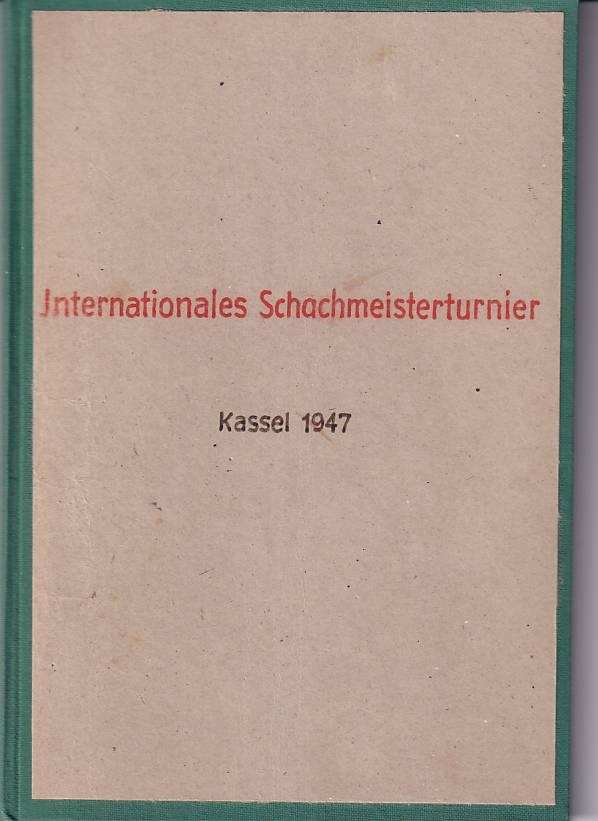 Internationales Schachmeisterturnier
Kassel 1947